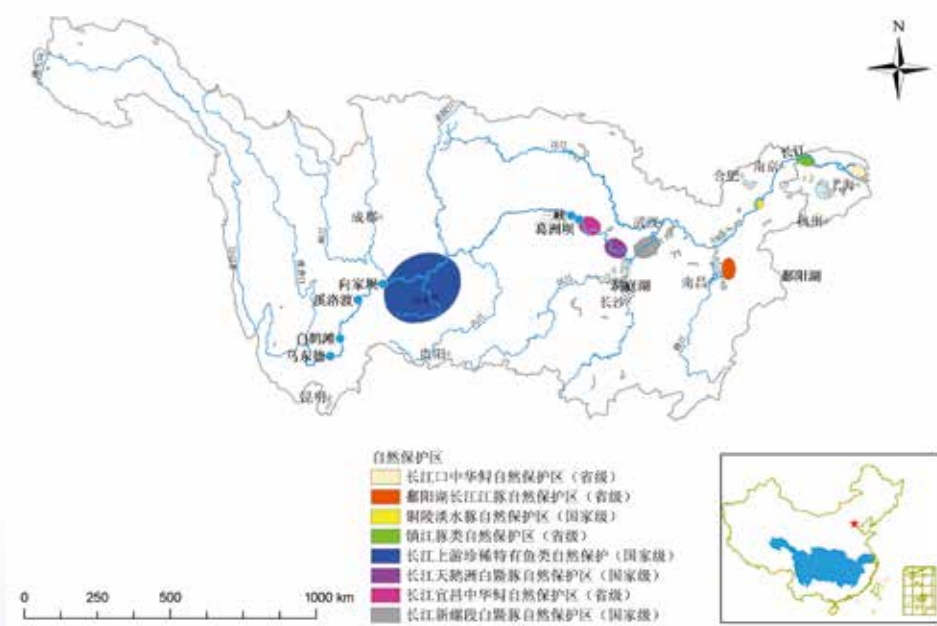 N
长江
南京
合肥
上海
成都
三峡
武汉
葛洲坝
杭州
向家坝
南昌
鄱阳湖
溪洛渡
洞庭湖
长沙
白鹤滩
乌东德
贵阳
昆明
自然保护区
长江口中华鲟自然保护区（省级）
鄱阳湖长江江豚自然保护区（省级）
铜陵淡水豚自然保护区（国家级）
镇江豚类自然保护区（省级）
长江上游珍稀特有鱼类自然保护（国家级）
长江天鹅洲白鱀豚自然保护区（国家级）
长江宜昌中华鲟自然保护区（省级）
长江新螺段白鱀豚自然保护区（国家级）
0 250 500 1000 km